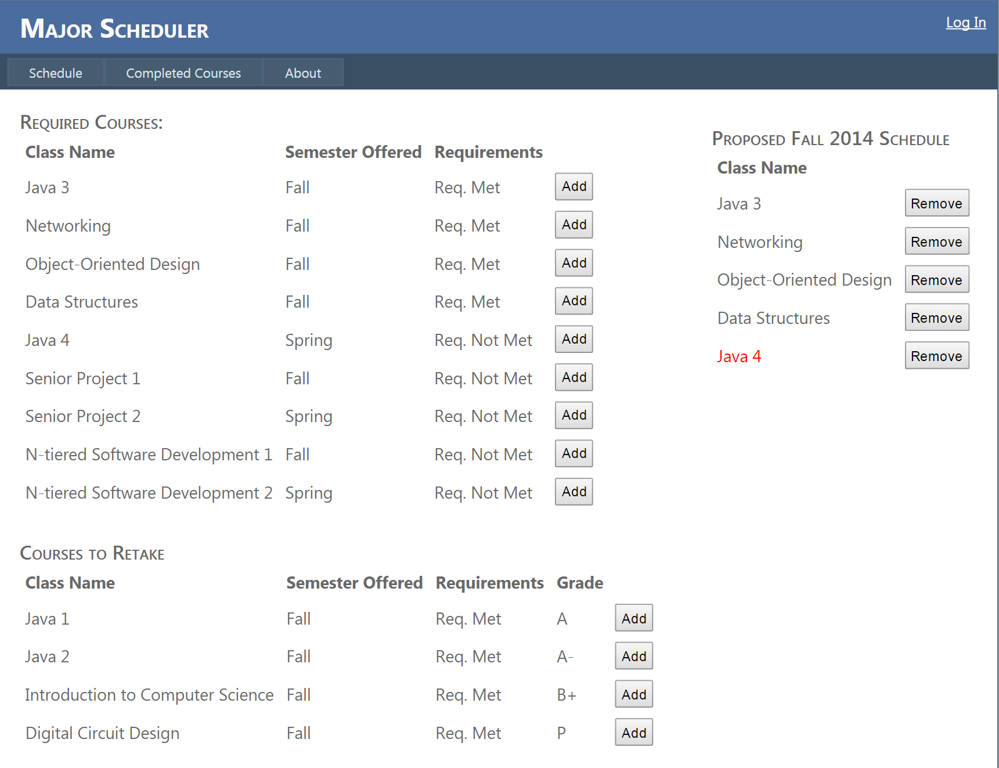 Major Scheduler
Log In
Schedule Completed Courses About
Required Courses:
Class Name Semester Offered Requirements
Java 3 Fall Req. Met Add
Networking Fall Req. Met Add
Object-Oriented Design Fall Req. Met Add
Data Structures Fall Req. Met Add
Java 4 Spring Req. Not Met Add
Senior Project 1 Fall Req. Not Met Add
Senior Project 2 Spring Req. Not Met Add
N-tiered Software Development 1 Fall Req. Not Met Add
N-tiered Software Development 2 Spring Req. Not Met Add
Proposed Fall 2014 Schedule
Class Name
Java 3 Remove
Networking Remove
Object-Oriented Design Remove
Data Structures Remove
Java 4 Remove
Courses to Retake
Class Name Semester Offered Requirements Grade
Java 1 Fall Req. Met A Add
Java 2 Fall Req. Met A- Add
Introduction to Computer Science Fall Req. Met B+ Add
Digital Circuit Design Fall Req. Met P Add